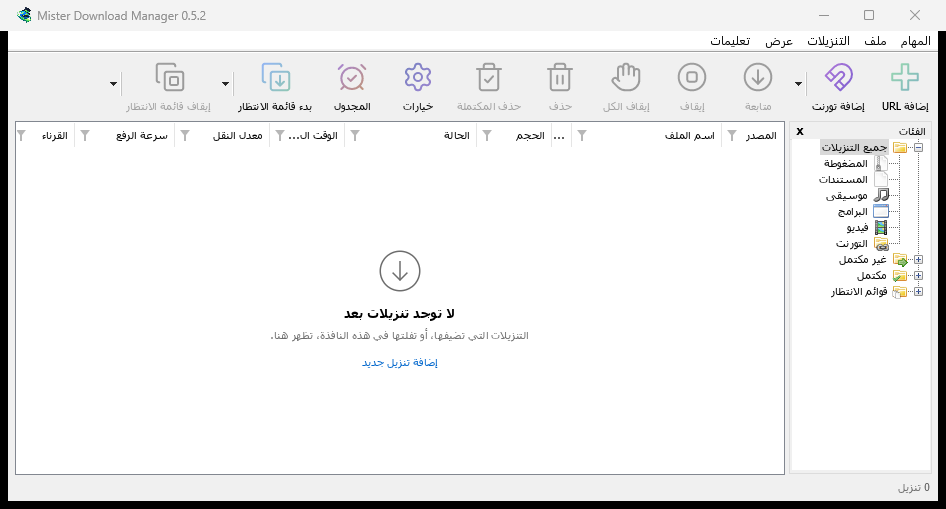 Mister Download Manager 0.5.2
المهام ملف التنزيلات عرض تعليمات
إضافة URL
إضافة تورنت
متابعة
إيقاف
إيقاف الكل
حذف
حذف المكتملة
خيارات
المجدول
بدء قائمة الانتظار
إيقاف قائمة الانتظار
الفئات x
جميع التنزيلات
المضغوطة
المستندات
موسيقى
البرامج
فيديو
التورنت
غير مكتمل
مكتمل
قوائم الانتظار
المصدر اسم الملف ... الحجم الحالة الوقت ال... معدل النقل سرعة الرفع القرناء
لا توجد تنزيلات بعد
التنزيلات التي تضيفها، أو تفلتها في هذه النافذة، تظهر هنا.
إضافة تنزيل جديد
0 تنزيل